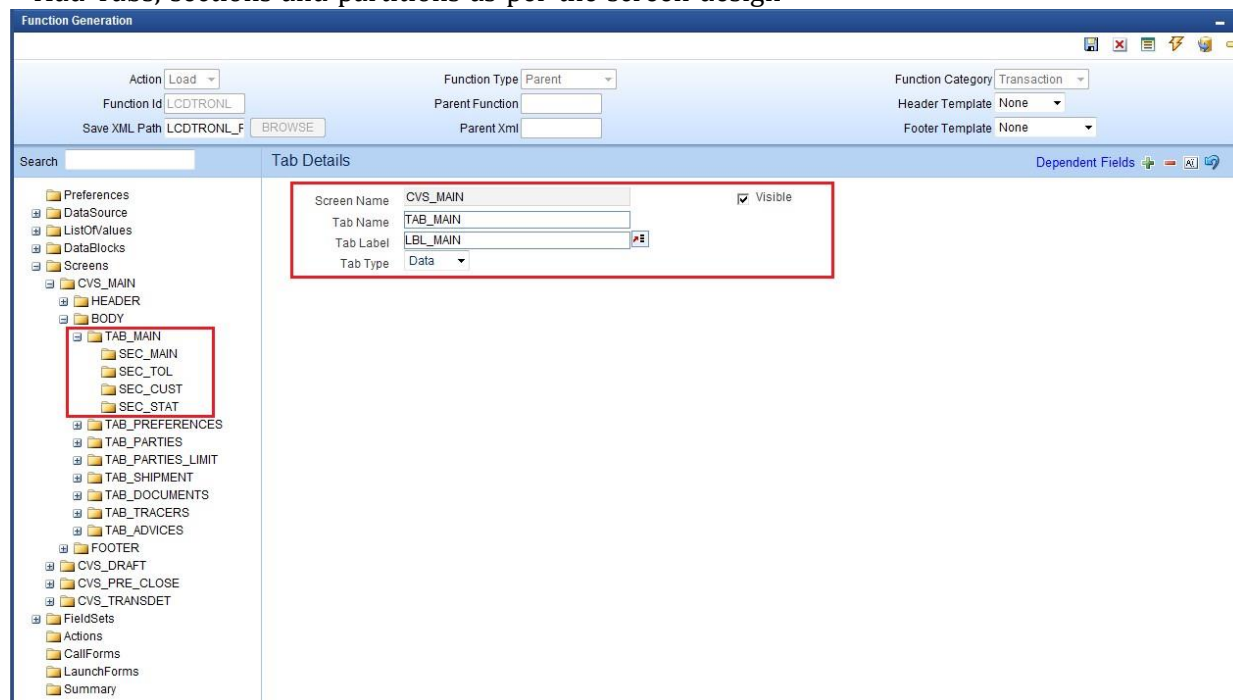 Add Tabs, sections and partitions as per the screen design
Function Generation
Action Load Function Type Parent Function Category Transaction
Function Id LCDTRONL Parent Function Header Template None
Save XML Path LCDTRONL_F BROWSE Parent Xml Footer Template None
Search Tab Details Dependent Fields
Screen Name CVS_MAIN Visible
Tab Name TAB_MAIN
Tab Label LBL_MAIN
Tab Type Data
Preferences
DataSource
ListOfValues
DataBlocks
Screens
CVS_MAIN
HEADER
BODY
TAB_MAIN
SEC_MAIN
SEC_TOL
SEC_CUST
SEC_STAT
TAB_PREFERENCES
TAB_PARTIES
TAB_PARTIES_LIMIT
TAB_SHIPMENT
TAB_DOCUMENTS
TAB_TRACERS
TAB_ADVICES
FOOTER
CVS_DRAFT
CVS_PRE_CLOSE
CVS_TRANSDET
FieldSets
Actions
CallForms
LaunchForms
Summary